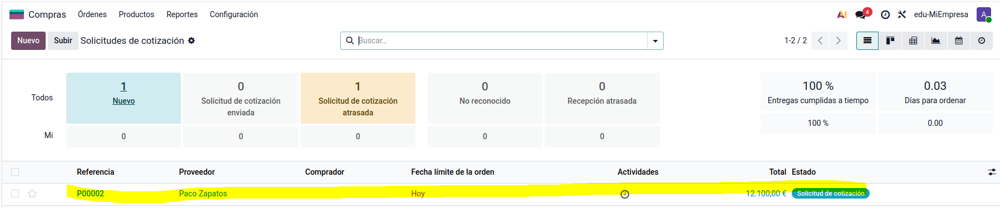 Compras Órdenes Productos Reportes Configuración AI 4 edu-MiEmpresa A
Nuevo Subir Solicitudes de cotización Buscar... 1-2 / 2
Todos
1
Nuevo
0
Solicitud de cotización
enviada
1
Solicitud de cotización
atrasada
0
No reconocido
0
Recepción atrasada
100 %
Entregas cumplidas a tiempo
0.03
Días para ordenar
Mi 0 0 0 0 0 100 % 0.00
Referencia Proveedor Comprador Fecha límite de la orden Actividades Total Estado
P00002 Paco Zapatos Hoy 12.100,00 € Solicitud de cotización